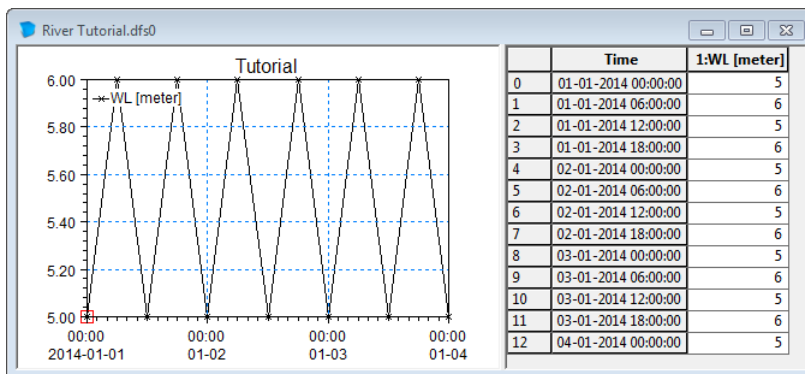 River Tutorial.dfs0
Tutorial
WL [meter]
6.00
5.80
5.60
5.40
5.20
5.00
00:00 00:00 00:00 00:00
2014-01-01 01-02 01-03 01-04
Time 1:WL [meter]
0 01-01-2014 00:00:00 5
1 01-01-2014 06:00:00 6
2 01-01-2014 12:00:00 5
3 01-01-2014 18:00:00 6
4 02-01-2014 00:00:00 5
5 02-01-2014 06:00:00 6
6 02-01-2014 12:00:00 5
7 02-01-2014 18:00:00 6
8 03-01-2014 00:00:00 5
9 03-01-2014 06:00:00 6
10 03-01-2014 12:00:00 5
11 03-01-2014 18:00:00 6
12 04-01-2014 00:00:00 5